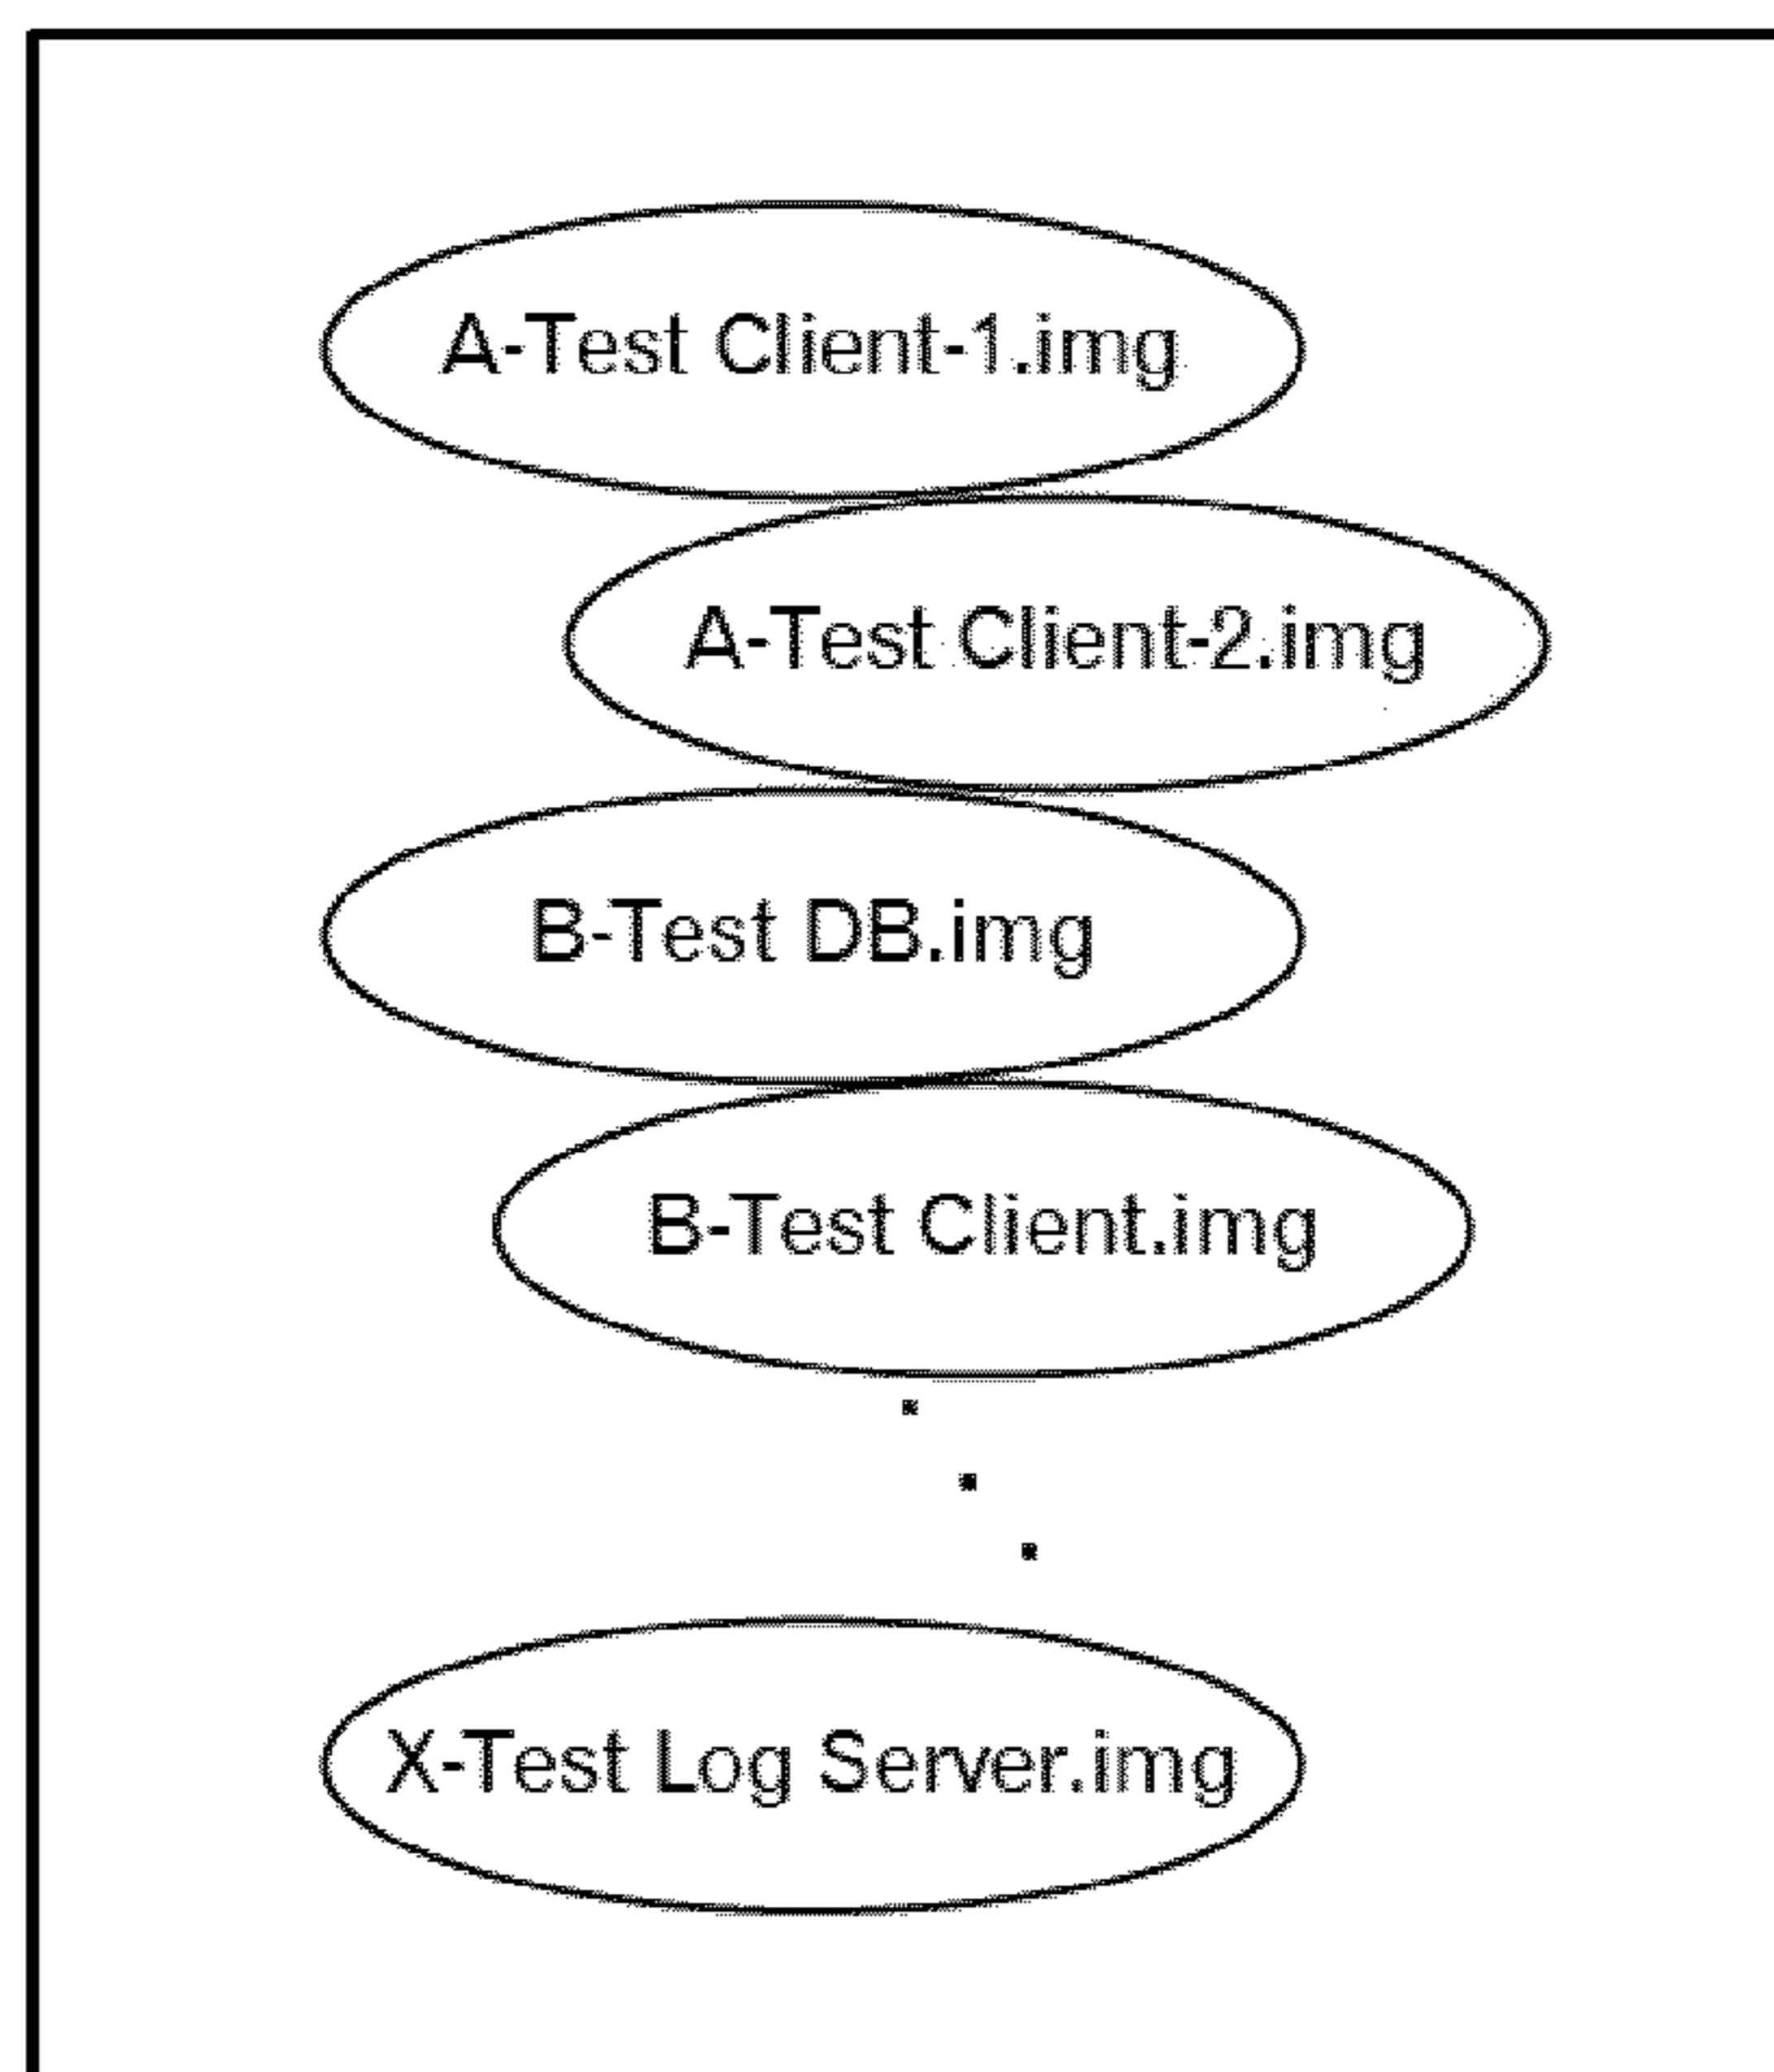 A-Test Client-1.img
A-Test Client-2.img
B-Test DB.img
B-Test Client.img
X-Test Log Server.img